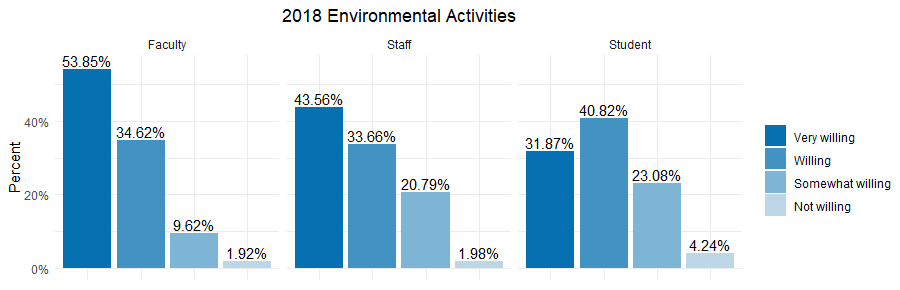 2018 Environmental Activities
Faculty
Staff
Student
Percent
40%
20%
0%
53.85%
34.62%
9.62%
1.92%
43.56%
33.66%
20.79%
1.98%
31.87%
40.82%
23.08%
4.24%
Very willing
Willing
Somewhat willing
Not willing